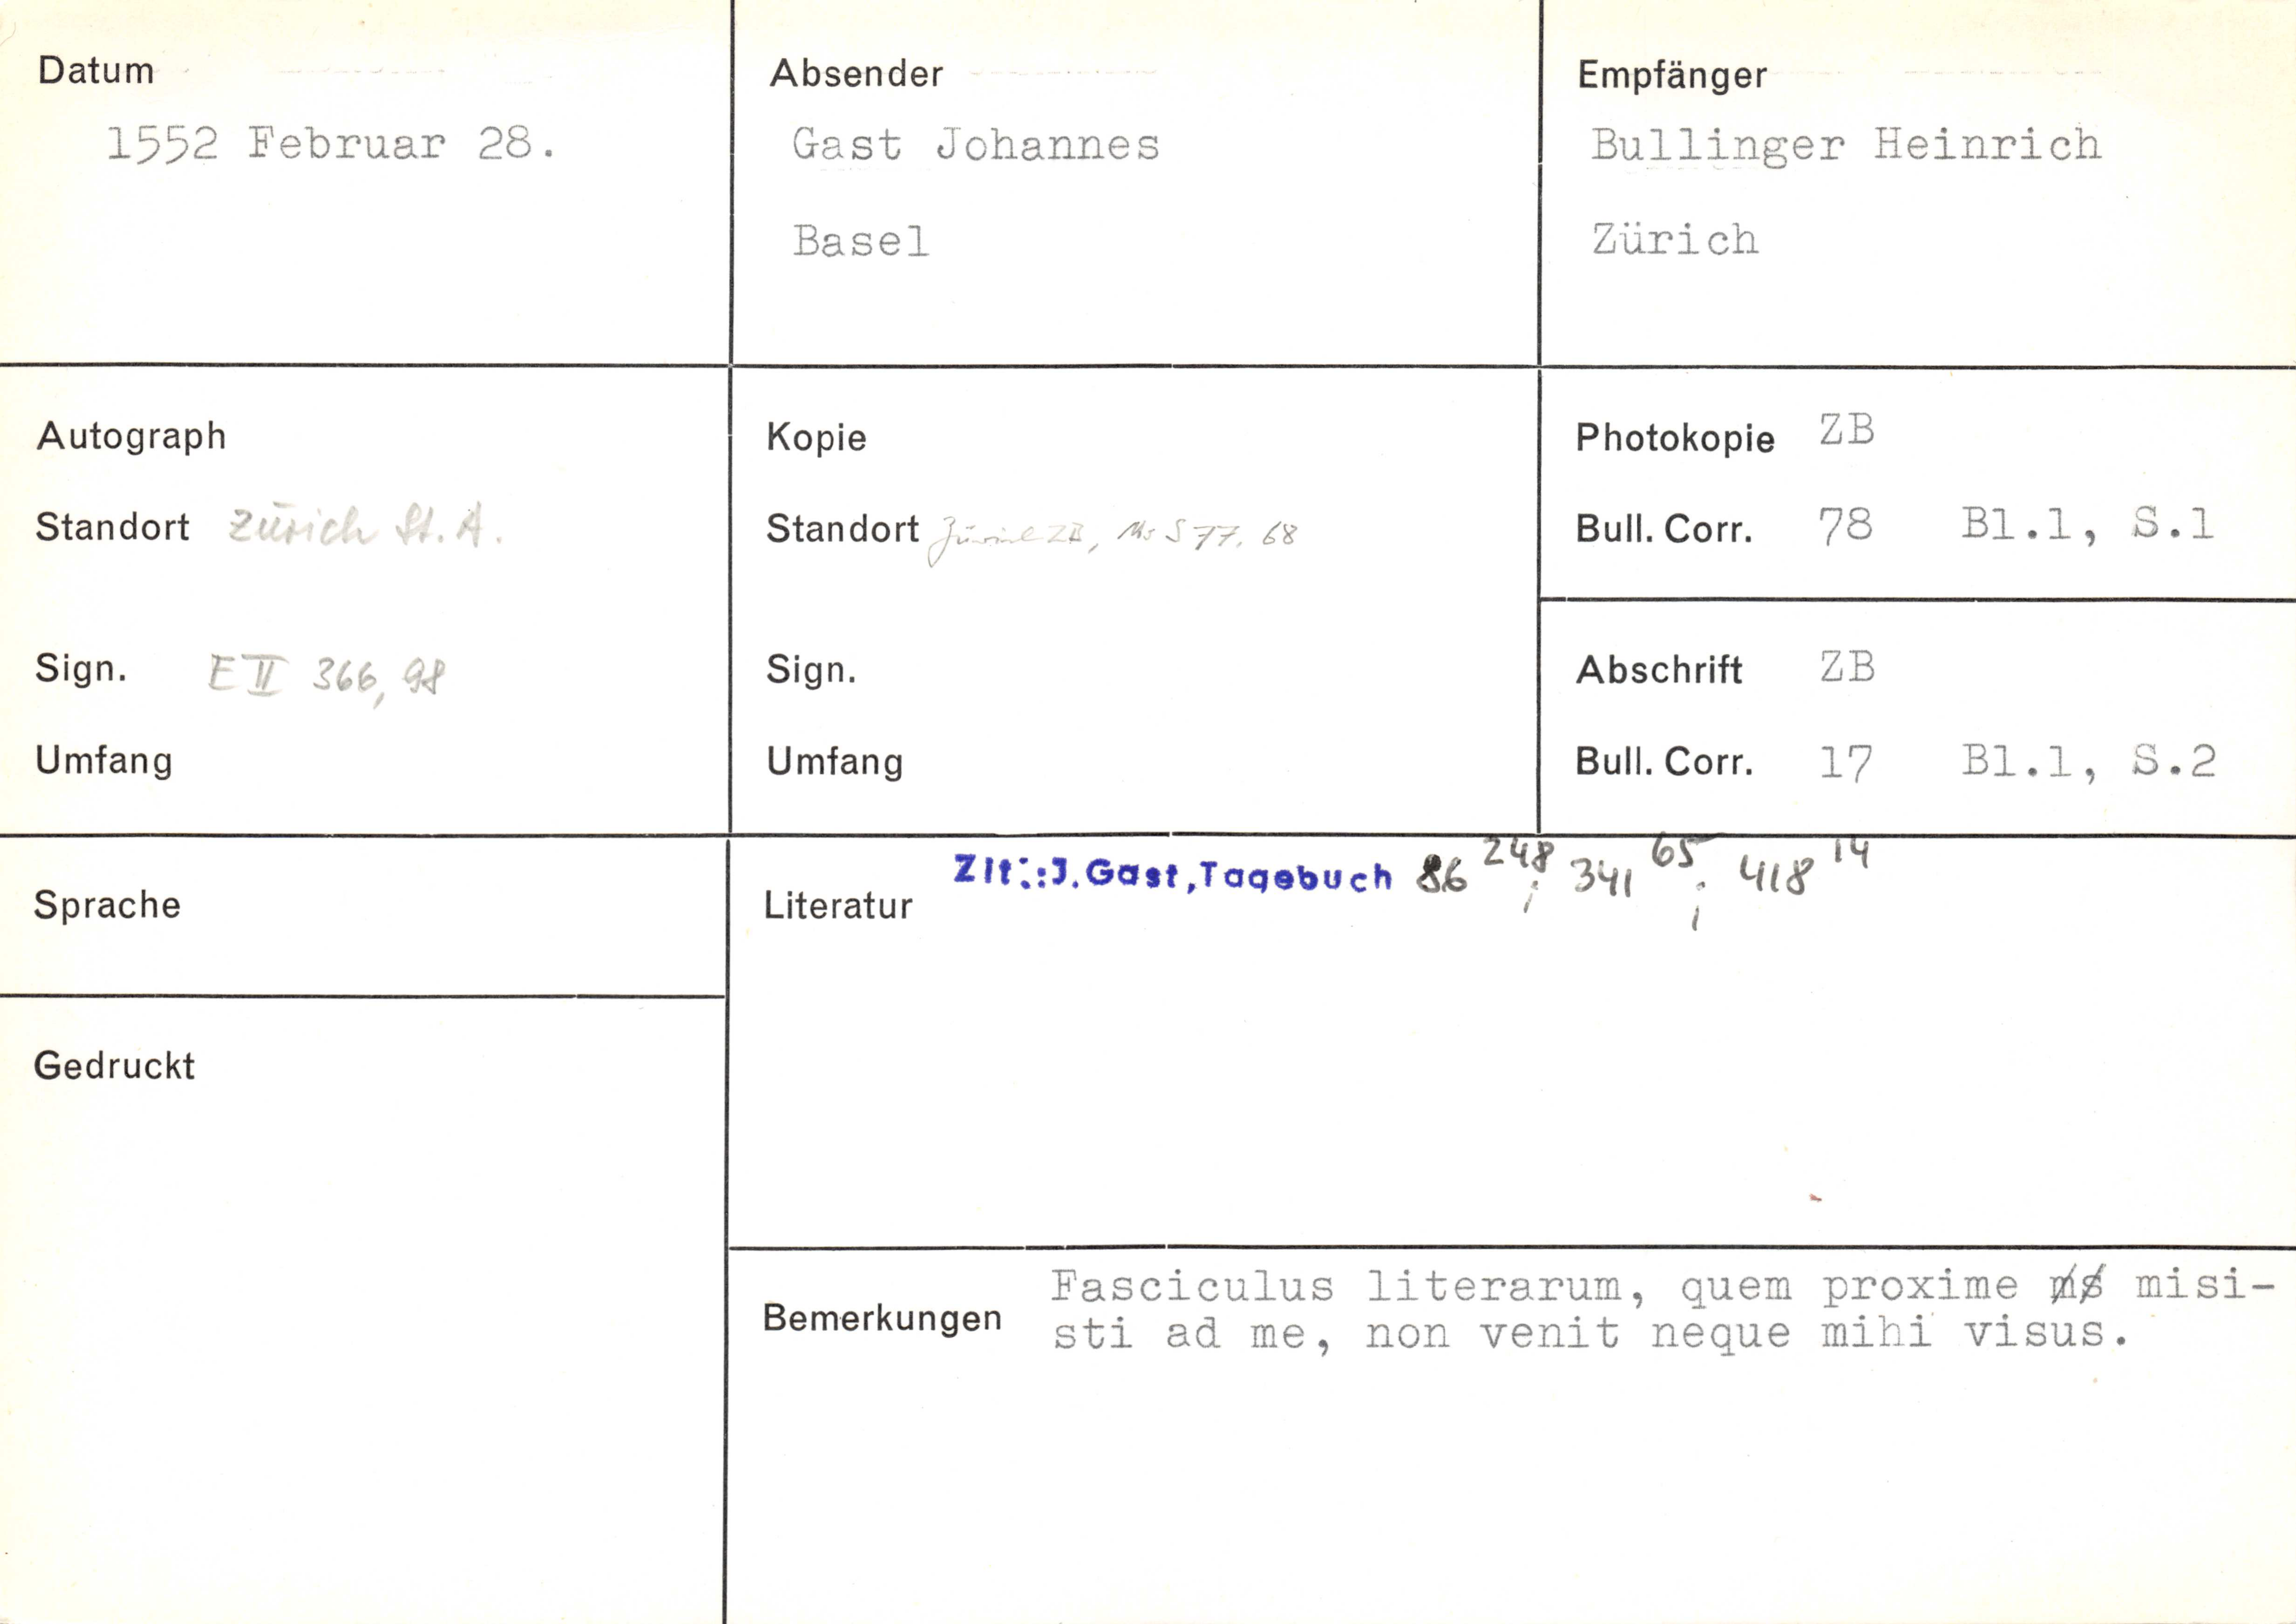 Datum
1552 Februar 28.
Absender
Gast Johannes
Basel
Empfänger
Bullinger Heinrich
Zürich
Autograph
Standort Zürich St. A.
Sign. E II 366, 98
Umfang
Kopie
Standort Zürich ZB, Ms S 77, 68
Sign.
Umfang
Photokopie ZB
Bull. Corr. 78 Bl.1, S.1
Abschrift ZB
Bull. Corr. 17 Bl.1, S.2
Sprache
Gedruckt
Literatur
Zit.:J.Gast,Tagebuch 86 248; 341 65; 418 14
Bemerkungen
Fasciculus literarum, quem proxime misi-
sti ad me, non venit neque mihi visus.